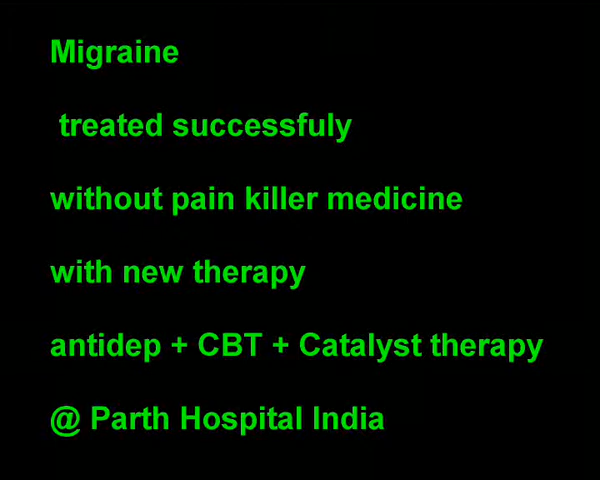 Migraine
treated successfuly
without pain killer medicine
with new therapy
antidep + CBT + Catalyst therapy
@ Parth Hospital India